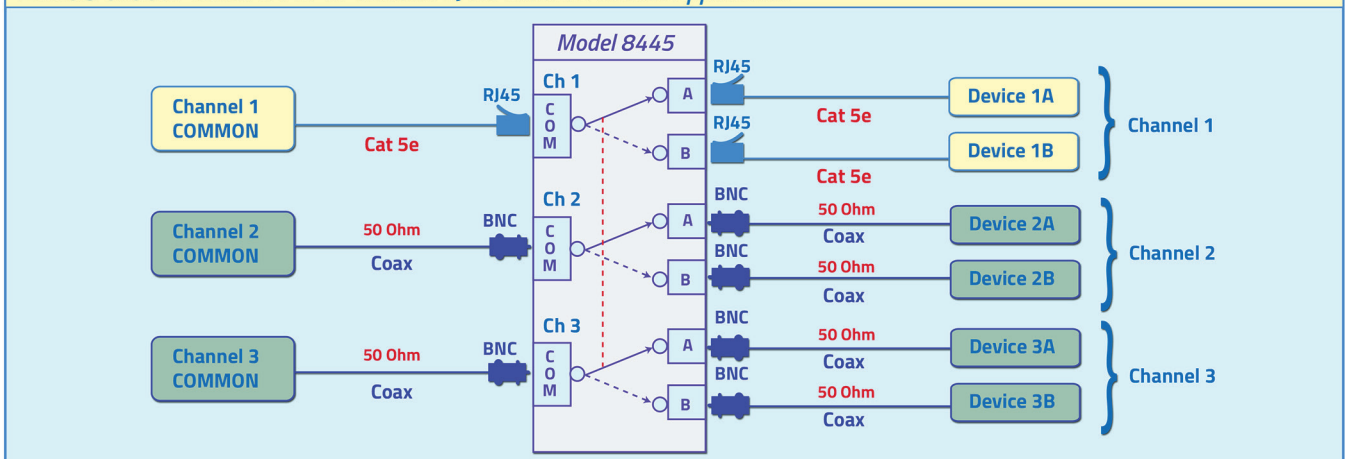 Model 8445
Channel 1
COMMON
Cat 5e
RJ45
Ch 1
C
O
M
A
B
RJ45
Cat 5e
Device 1A
RJ45
Cat 5e
Device 1B
Channel 1
Channel 2
COMMON
50 Ohm
Coax
BNC
Ch 2
C
O
M
A
B
BNC
50 Ohm
Coax
Device 2A
BNC
50 Ohm
Coax
Device 2B
Channel 2
Channel 3
COMMON
50 Ohm
Coax
BNC
Ch 3
C
O
M
A
B
BNC
50 Ohm
Coax
Device 3A
BNC
50 Ohm
Coax
Device 3B
Channel 3